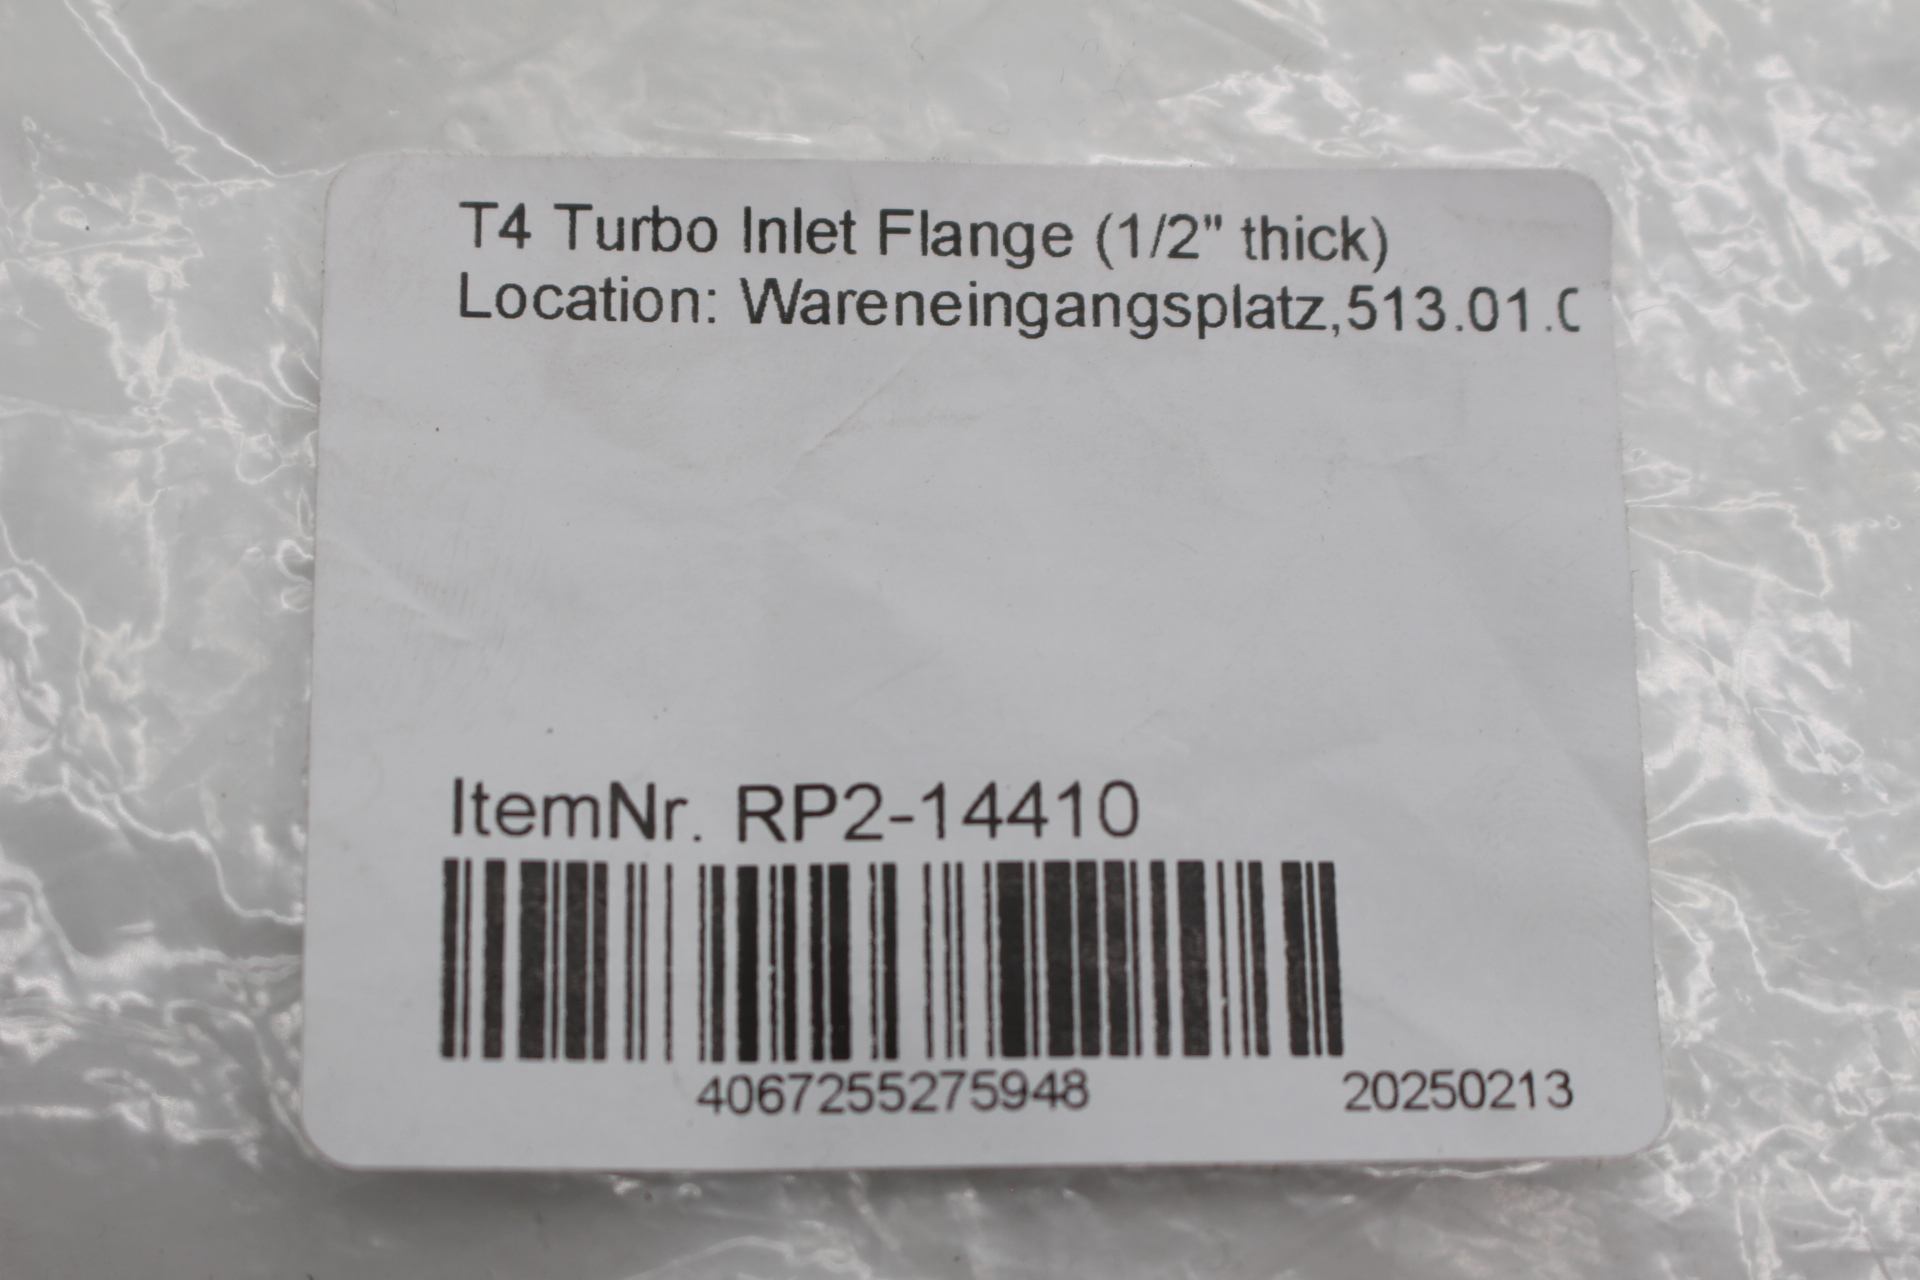 T4 Turbo Inlet Flange (1/2" thick)
Location: Wareneingangsplatz,513.01.
ItemNr. RP2-14410
4067255275948 20250213